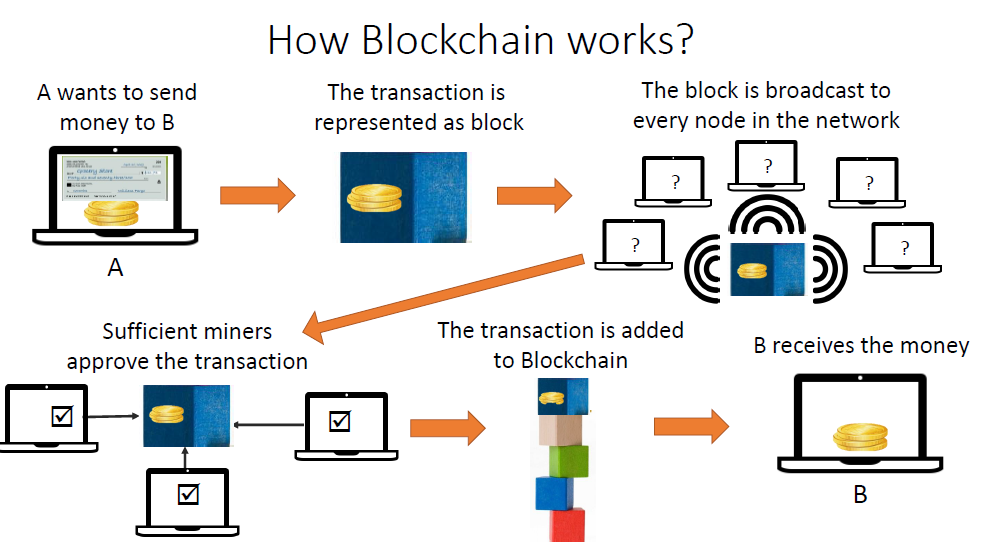 How Blockchain works?
A wants to send
money to B
The transaction is
represented as block
The block is broadcast to
every node in the network
?
?
?
?
?
A
Sufficient miners
approve the transaction
The transaction is added
to Blockchain
B receives the money
B